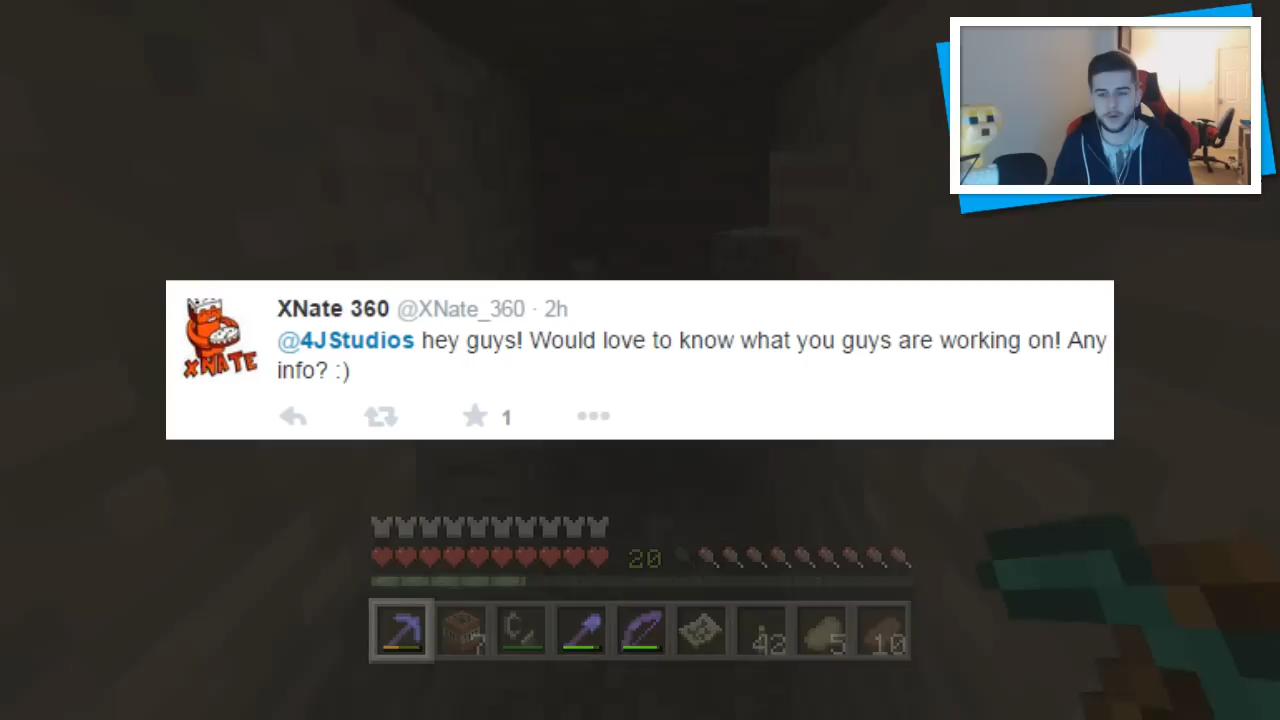 XNate 360 @XNate_360 · 2h
@4JStudios hey guys! Would love to know what you guys are working on! Any
info? :)
XNATE
1
20
7 42 5 10